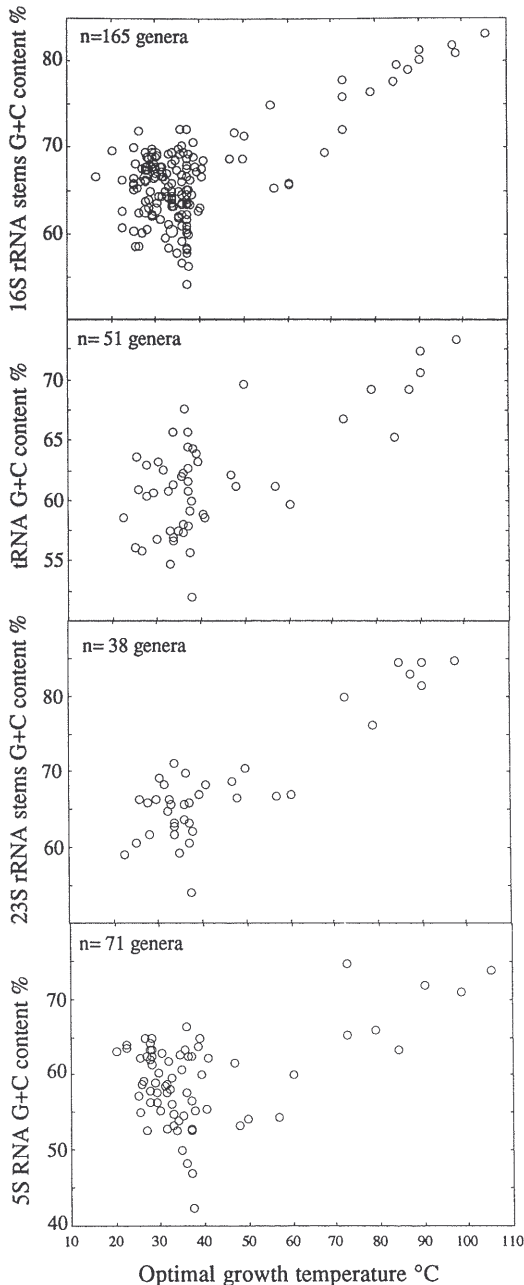 n=165 genera
16S rRNA stems G+C content %
80
70
60
n= 51 genera
tRNA G+C content %
70
65
60
55
n= 38 genera
23S rRNA stems G+C content %
80
70
60
n= 71 genera
5S RNA G+C content %
70
60
50
40
10 20 30 40 50 60 70 80 90 100 110
Optimal growth temperature °C